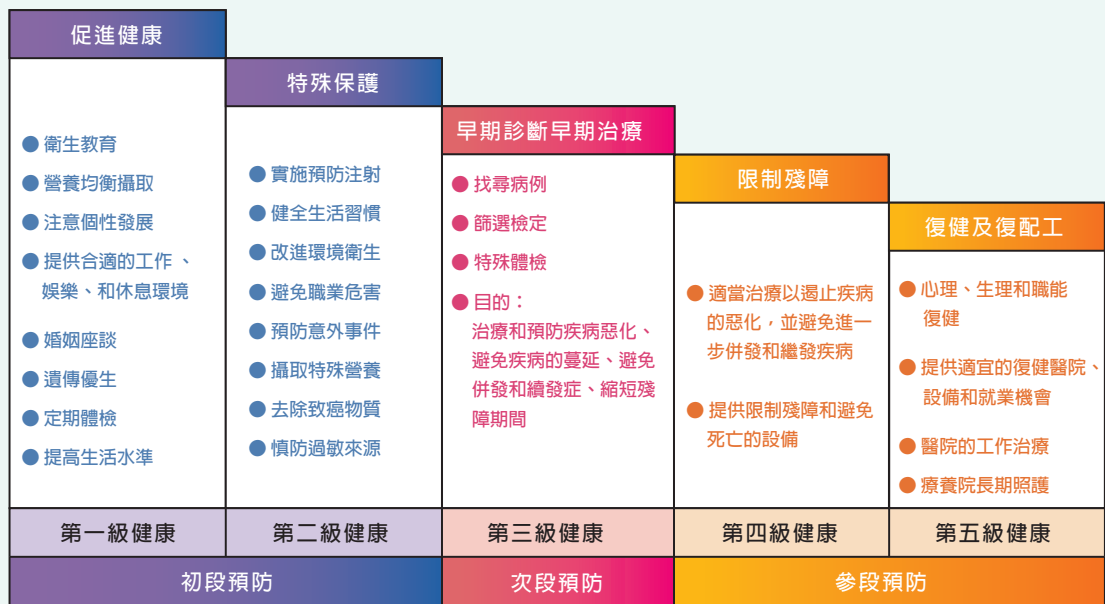 促進健康
● 衛生教育
● 營養均衡攝取
● 注意個性發展
● 提供合適的工作、
娛樂、和休息環境
● 婚姻座談
● 遺傳優生
● 定期體檢
● 提高生活水準
第一級健康
特殊保護
● 實施預防注射
● 健全生活習慣
● 改進環境衛生
● 避免職業危害
● 預防意外事件
● 攝取特殊營養
● 去除致癌物質
● 慎防過敏來源
第二級健康
初段預防
早期診斷早期治療
● 找尋病例
● 篩選檢定
● 特殊體檢
● 目的：
治療和預防疾病惡化、
避免疾病的蔓延、避免
併發和續發症、縮短殘
障期間
第三級健康
次段預防
限制殘障
● 適當治療以遏止疾病
的惡化，並避免進一
步併發和繼發疾病
● 提供限制殘障和避免
死亡的設備
第四級健康
復健及復配工
● 心理、生理和職能
復健
● 提供適宜的復健醫院、
設備和就業機會
● 醫院的工作治療
● 療養院長期照護
第五級健康
參段預防